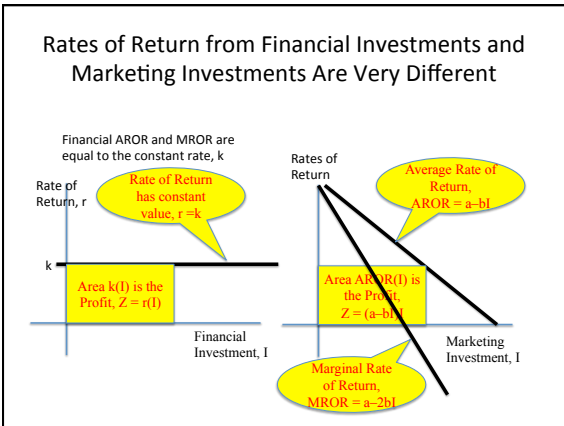 Rates of Return from Financial Investments and
Marketing Investments Are Very Different
Financial AROR and MROR are
equal to the constant rate, k
Rate of
Return, r
Rate of Return
has constant
value, r =k
k
Area k(I) is the
Profit, Z = r(I)
Financial
Investment, I
Rates of
Return
Average Rate of
Return,
AROR = a–bI
Area AROR(I) is
the Profit,
Z = (a–bI)I
Marketing
Investment, I
Marginal Rate
of Return,
MROR = a–2bI